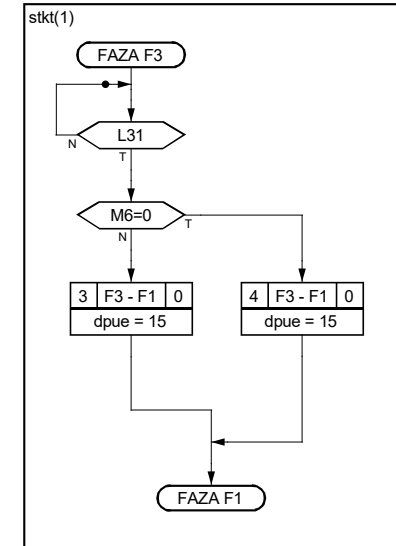 stkt(1)
FAZA F3
L31
N
T
M6=0
N
T
3 F3 - F1 0
dpue = 15
4 F3 - F1 0
dpue = 15
FAZA F1